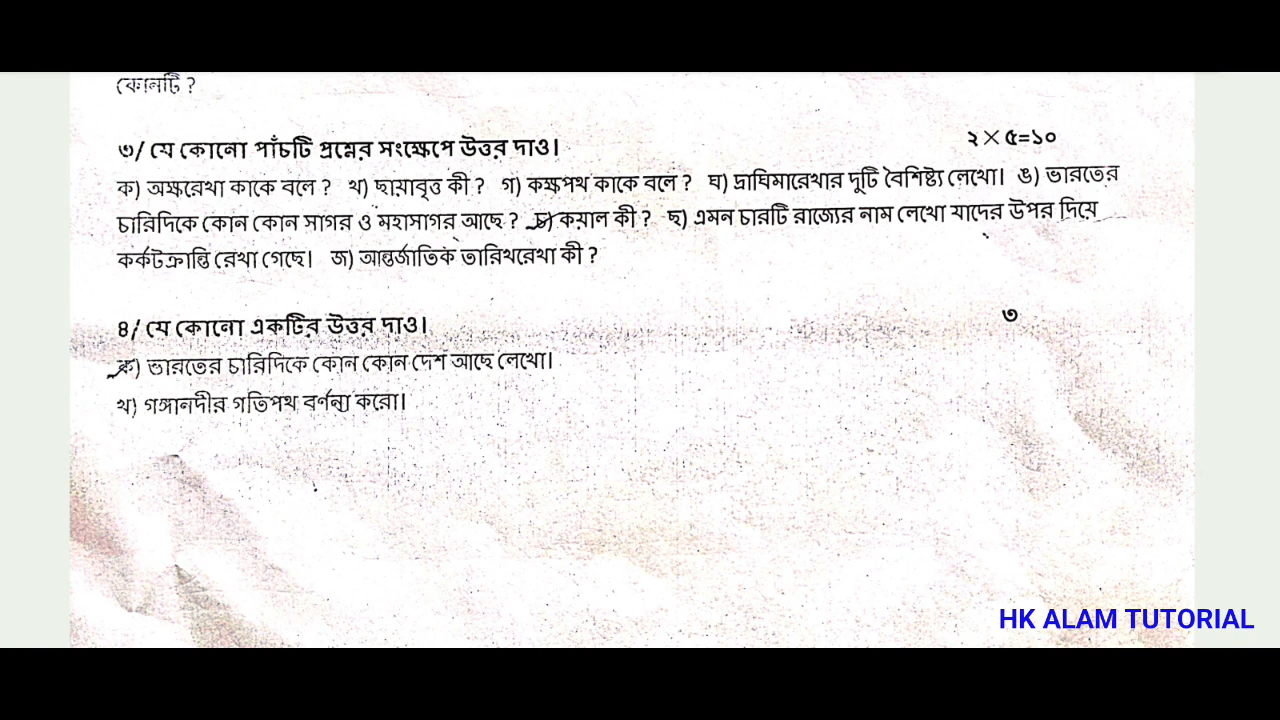 কোনটি ?
৩/ যে কোনো পাঁচটি প্রশ্নের সংক্ষেপে উত্তর দাও। ২ × ৫=১০
ক) অক্ষরেখা কাকে বলে ? খ) ছায়াবৃত্ত কী ? গ) কক্ষপথ কাকে বলে ? ঘ) দ্রাঘিমারেখার দুটি বৈশিষ্ট্য লেখো। ঙ) ভারতের
চারিদিকে কোন কোন সাগর ও মহাসাগর আছে ? চ) কয়াল কী ? ছ) এমন চারটি রাজ্যের নাম লেখো যাদের উপর দিয়ে
কর্কটক্রান্তি রেখা গেছে। জ) আন্তর্জাতিক তারিখরেখা কী ?
৪/ যে কোনো একটির উত্তর দাও। ৩
ক) ভারতের চারিদিকে কোন কোন দেশ আছে লেখো।
খ) গঙ্গানদীর গতিপথ বর্ণনা করো।
HK ALAM TUTORIAL